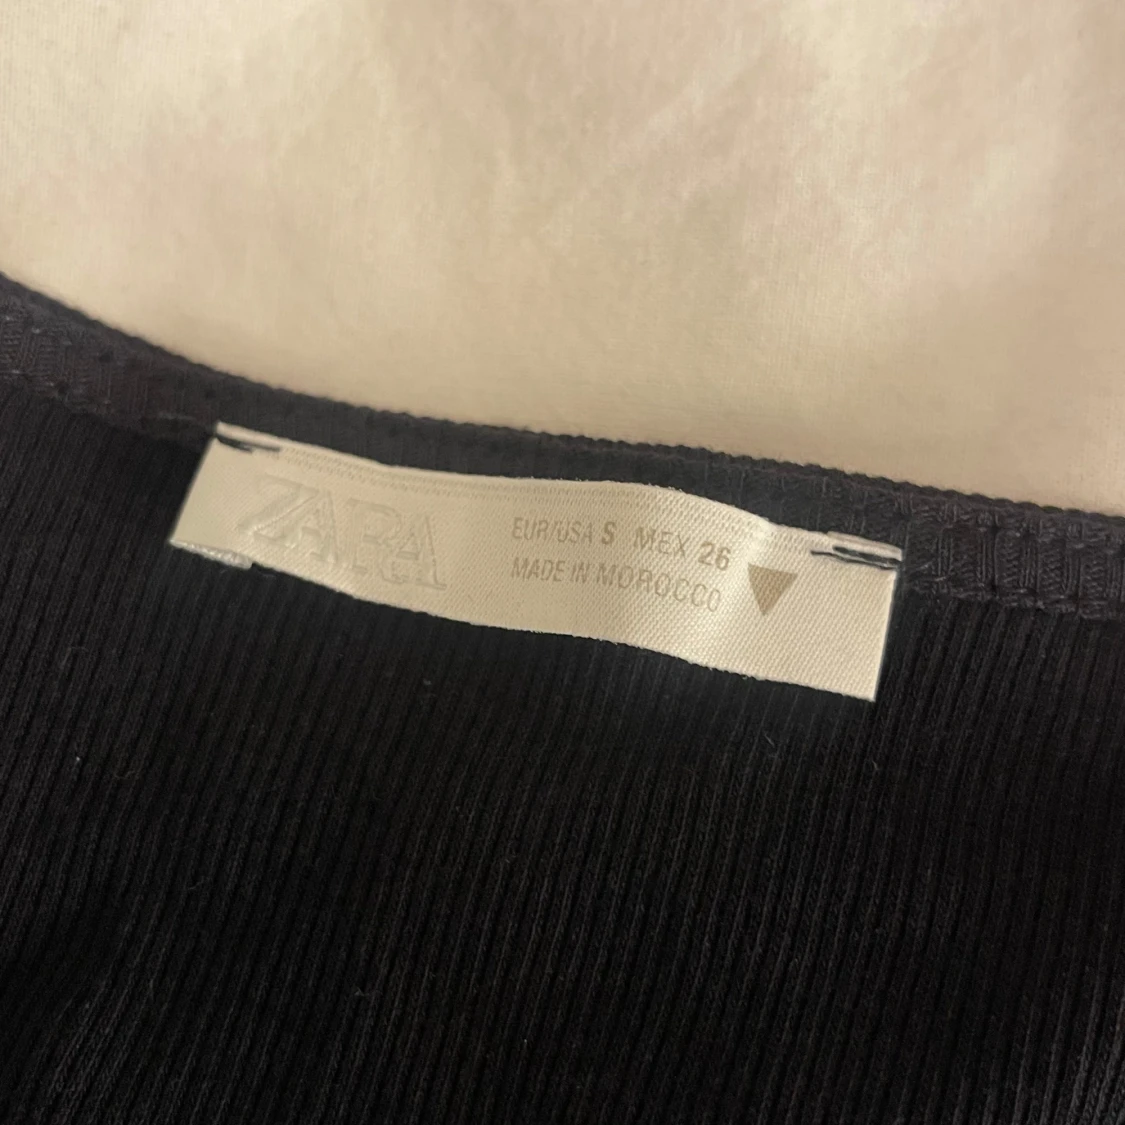 ZARA
EUR/USA S MEX 26
MADE IN MOROCCO